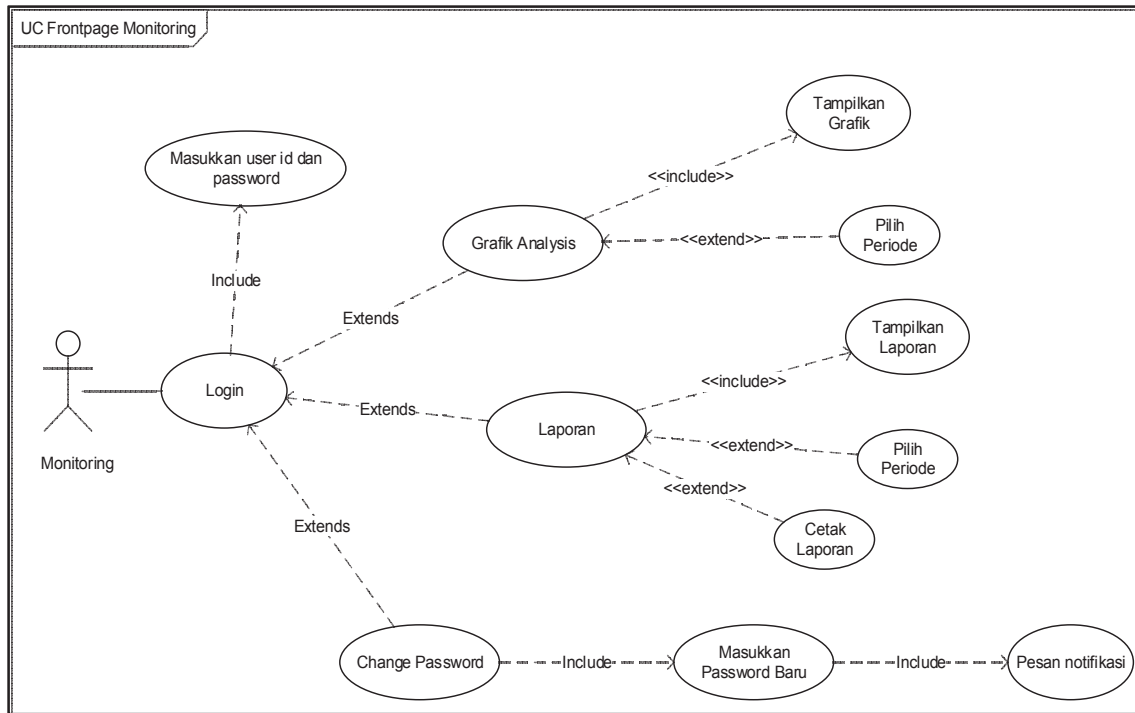 UC Frontpage Monitoring
Tampilkan
Grafik
Masukkan user id dan
password
<<include>>
Grafik Analysis
<<extend>>
Pilih
Periode
Include
Extends
Tampilkan
Laporan
<<include>>
Login
Extends
Laporan
<<extend>>
Pilih
Periode
Monitoring
<<extend>>
Cetak
Laporan
Extends
Change Password
Include
Masukkan
Password Baru
Include
Pesan notifikasi